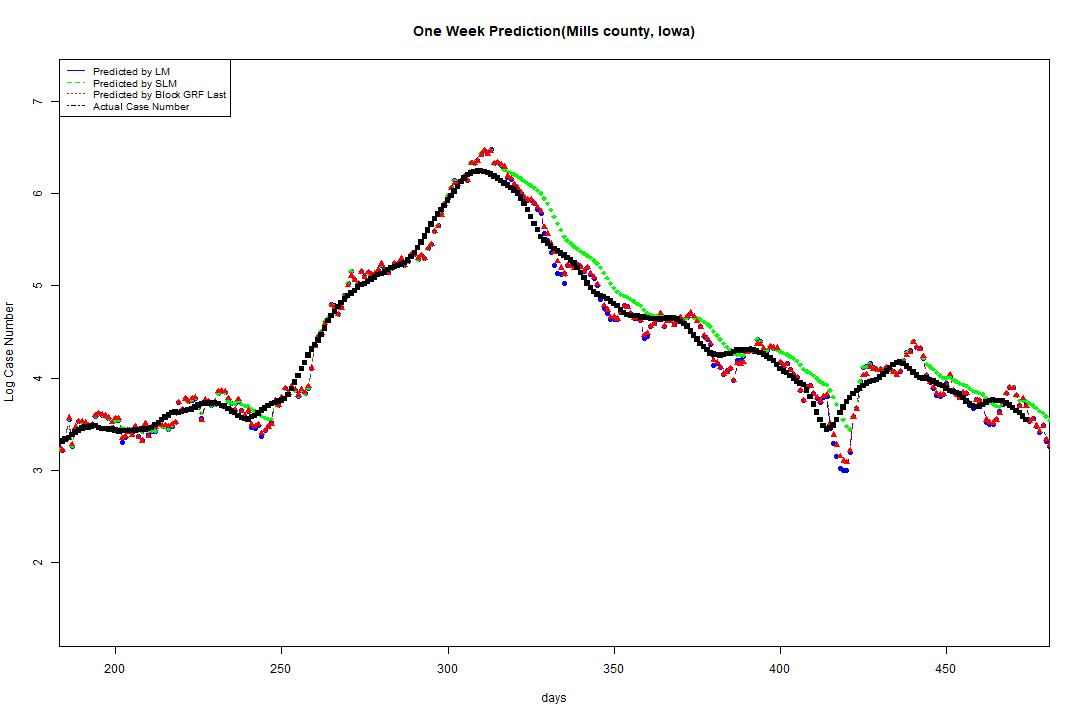 One Week Prediction(Mills county, Iowa)
Predicted by LM
Predicted by SLM
Predicted by Block GRF Last
Actual Case Number
7
6
5
4
3
2
Log Case Number
200 250 300 350 400 450
days